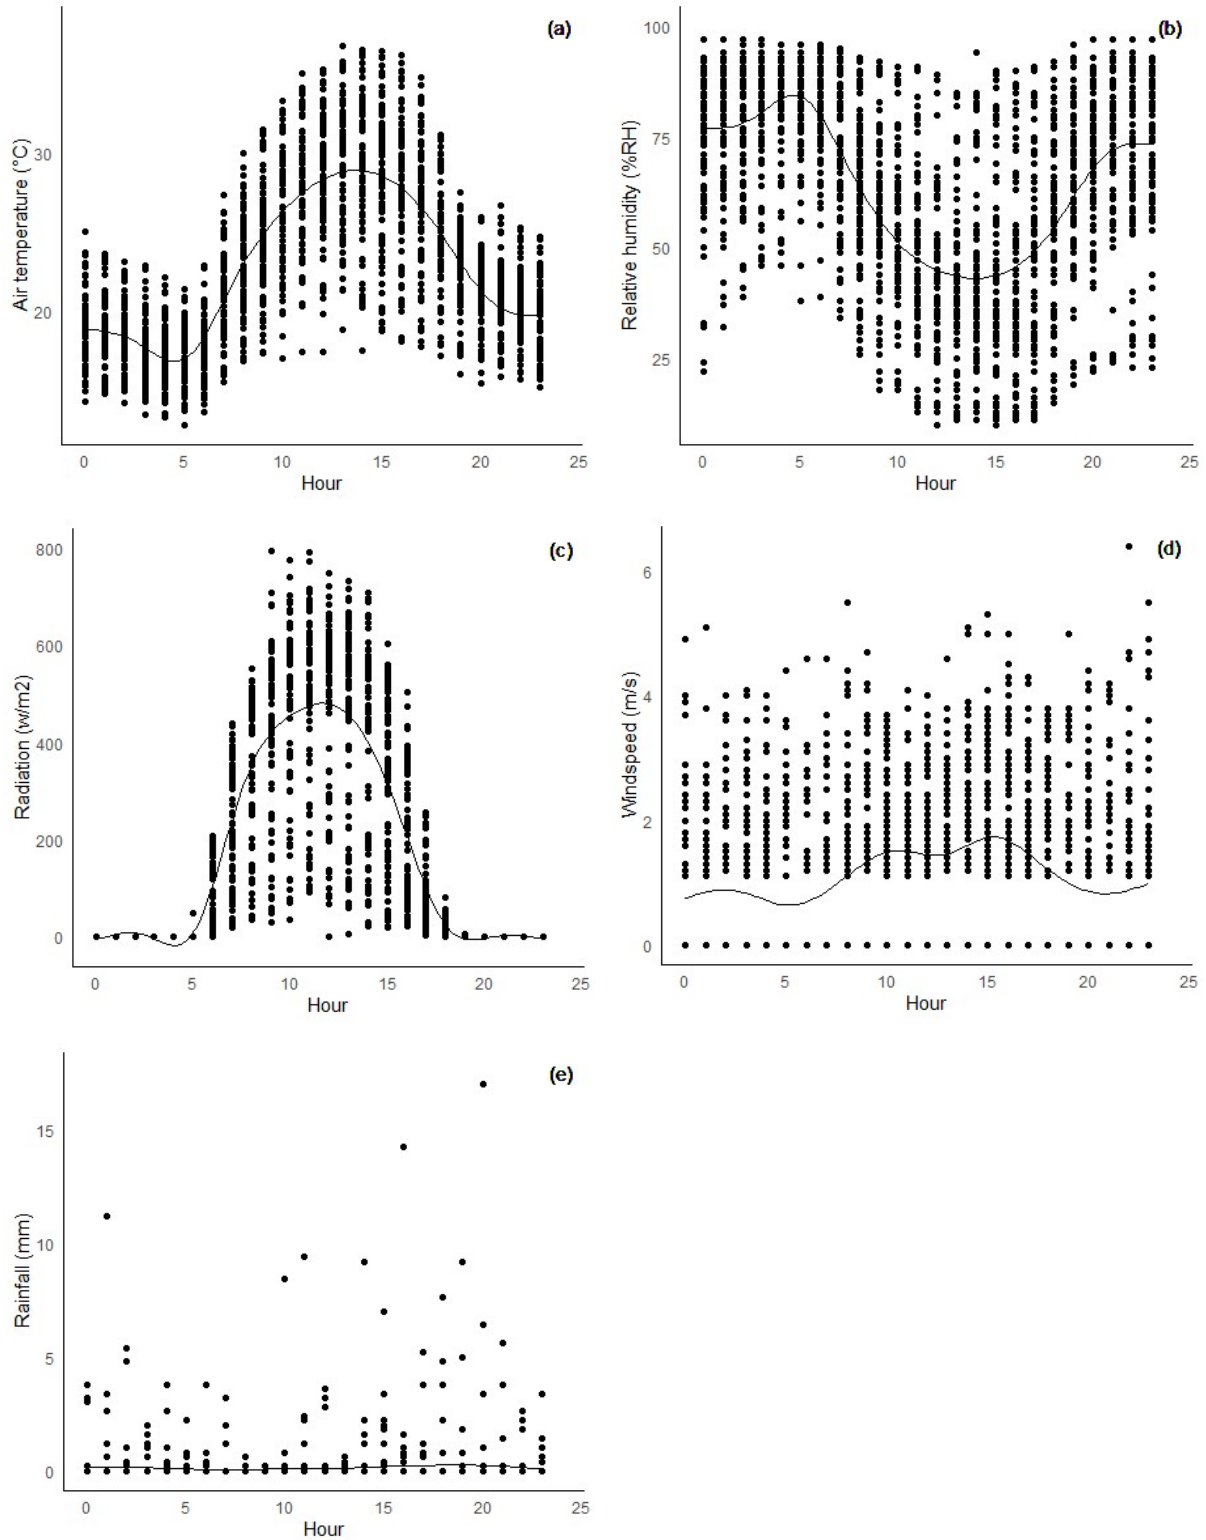 (a)
Air temperature (°C)
30
20
0 5 10 15 20 25
Hour
(b)
Relative humidity (%RH)
100
75
50
25
0 5 10 15 20 25
Hour
(c)
Radiation (w/m2)
800
600
400
200
0
0 5 10 15 20 25
Hour
(d)
Windspeed (m/s)
6
4
2
0
0 5 10 15 20 25
Hour
(e)
Rainfall (mm)
15
10
5
0
0 5 10 15 20 25
Hour